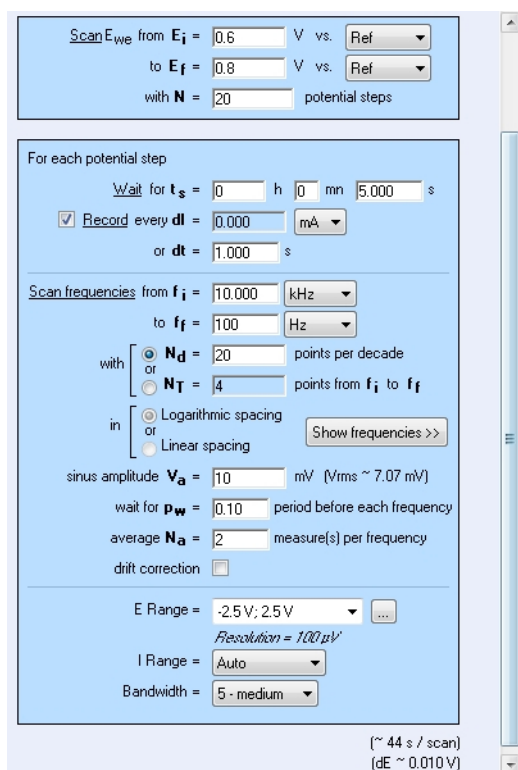 Scan EWE from Ei = 0.6 V vs. Ref
to Ef = 0.8 V vs. Ref
with N = 20 potential steps
For each potential step
Wait for ts = 0 h 0 mn 5.000 s
Record every dI = 0.000 mA
or dt = 1.000 s
Scan frequencies from fi = 10.000 kHz
to ff = 100 Hz
with Nd = 20 points per decade
or
NT = 4 points from fi to ff
in Logarithmic spacing
or
Linear spacing
Show frequencies >>
sinus amplitude Va = 10 mV (Vrms ~ 7.07 mV)
wait for pw = 0.10 period before each frequency
average Na = 2 measure(s) per frequency
drift correction
E Range = -2.5 V; 2.5 V ...
Resolution = 100 µV
I Range = Auto
Bandwidth = 5 - medium
(~ 44 s / scan)
(dE ~ 0.010 V)